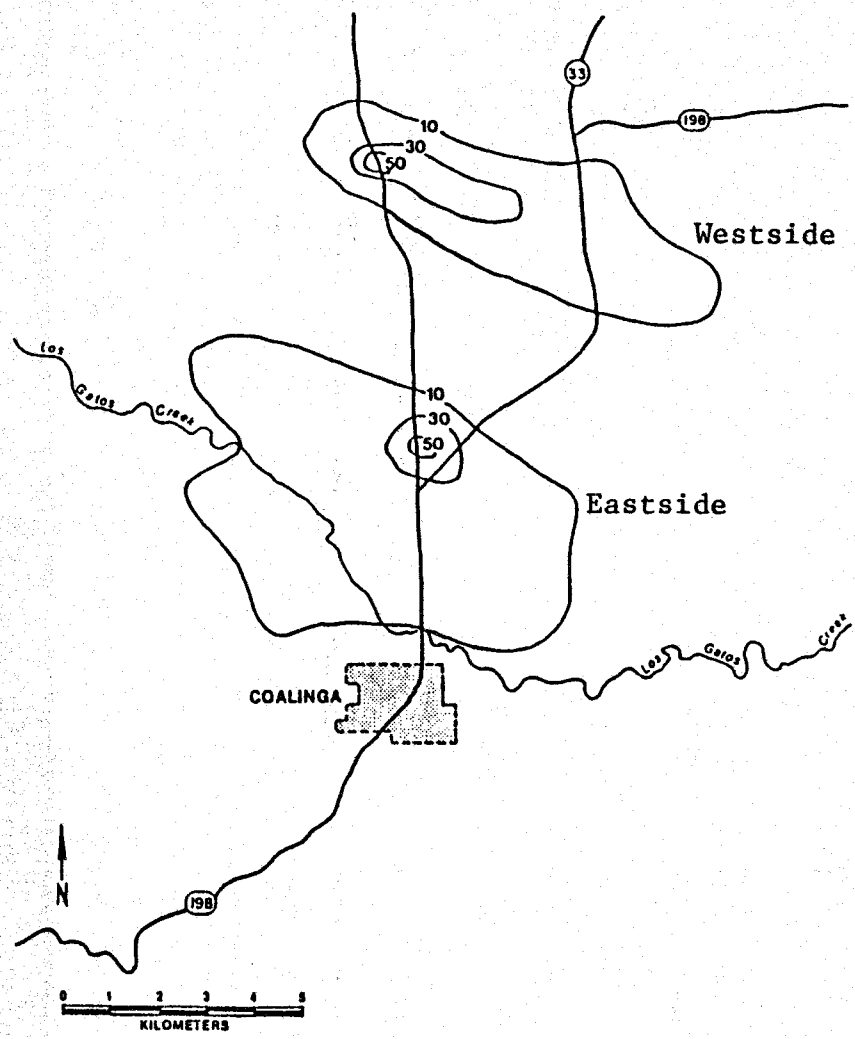 33
198
10
30
50
Westside
Los
Gatos
Creek
10
30
50
Eastside
Los Gatos Creek
COALINGA
N
198
0 1 2 3 4 5
KILOMETERS